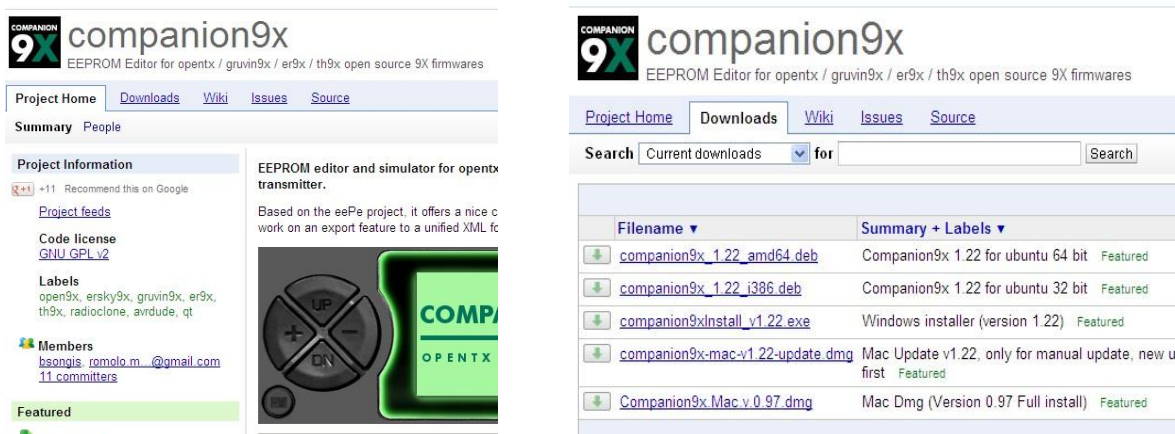 COMPANION
9X
companion9x
EEPROM Editor for opentx / gruvin9x / er9x / th9x open source 9X firmwares
Project Home Downloads Wiki Issues Source
Summary People
Project Information
+1 +11 Recommend this on Google
Project feeds
Code license
GNU GPL v2
Labels
open9x, ersky9x, gruvin9x, er9x,
th9x, radioclone, avrdude, qt
Members
bsongis, romolo.m...@gmail.com
11 committers
Featured
EEPROM editor and simulator for opentx
transmitter.
Based on the eePe project, it offers a nice c
work on an export feature to a unified XML fo
UP
+ -
DN
COMPA
OPENTX
COMPANION
9X
companion9x
EEPROM Editor for opentx / gruvin9x / er9x / th9x open source 9X firmwares
Project Home Downloads Wiki Issues Source
Search Current downloads for Search
Filename ▼ Summary + Labels ▼
companion9x_1.22_amd64.deb Companion9x 1.22 for ubuntu 64 bit Featured
companion9x_1.22_i386.deb Companion9x 1.22 for ubuntu 32 bit Featured
companion9xInstall_v1.22.exe Windows installer (version 1.22) Featured
companion9x-mac-v1.22-update.dmg Mac Update v1.22, only for manual update, new u
first Featured
Companion9x.Mac.v.0.97.dmg Mac Dmg (Version 0.97 Full install) Featured